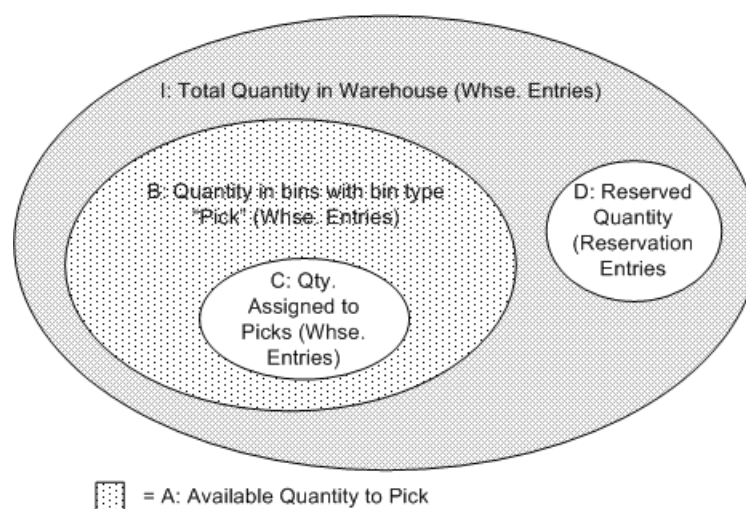 I: Total Quantity in Warehouse (Whse. Entries)
B: Quantity in bins with bin type
"Pick" (Whse. Entries)
D: Reserved
Quantity
(Reservation
Entries
C: Qty.
Assigned to
Picks (Whse.
Entries)
= A: Available Quantity to Pick